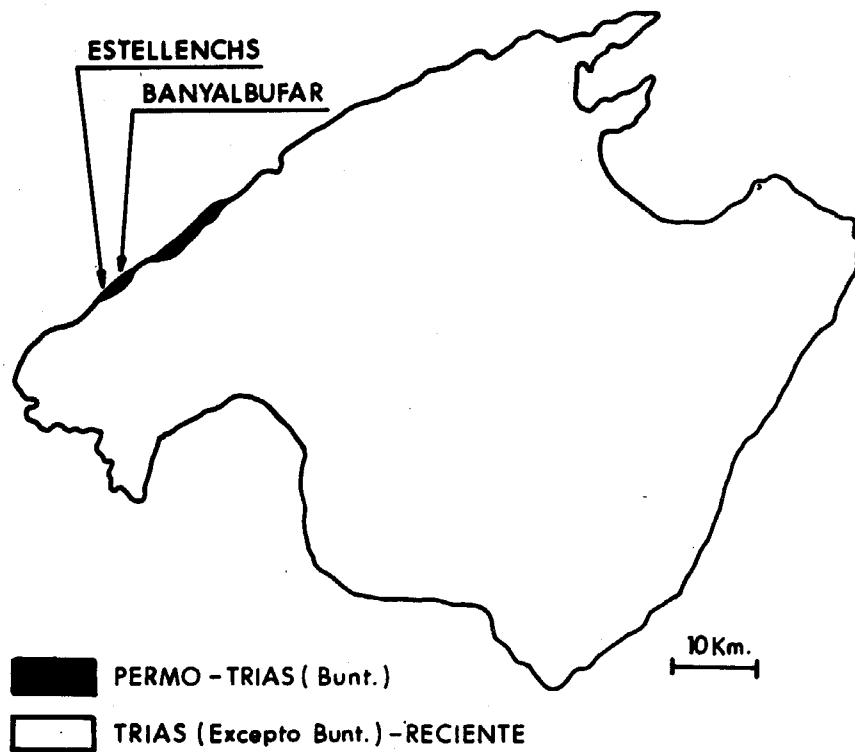 ESTELLENCHS
BANYALBUFAR
10 Km.
PERMO - TRIAS ( Bunt.)
TRIAS (Excepto Bunt.) - RECIENTE